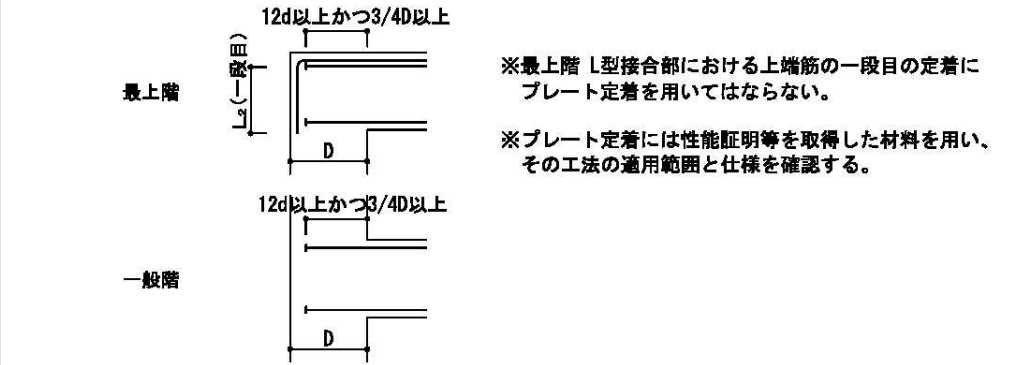 12d以上かつ3/4D以上
L₂(一段目)
最上階
D
※最上階 L型接合部における上端筋の一段目の定着に
プレート定着を用いてはならない。
※プレート定着には性能証明等を取得した材料を用い、
その工法の適用範囲と仕様を確認する。
12d以上かつ3/4D以上
一般階
D